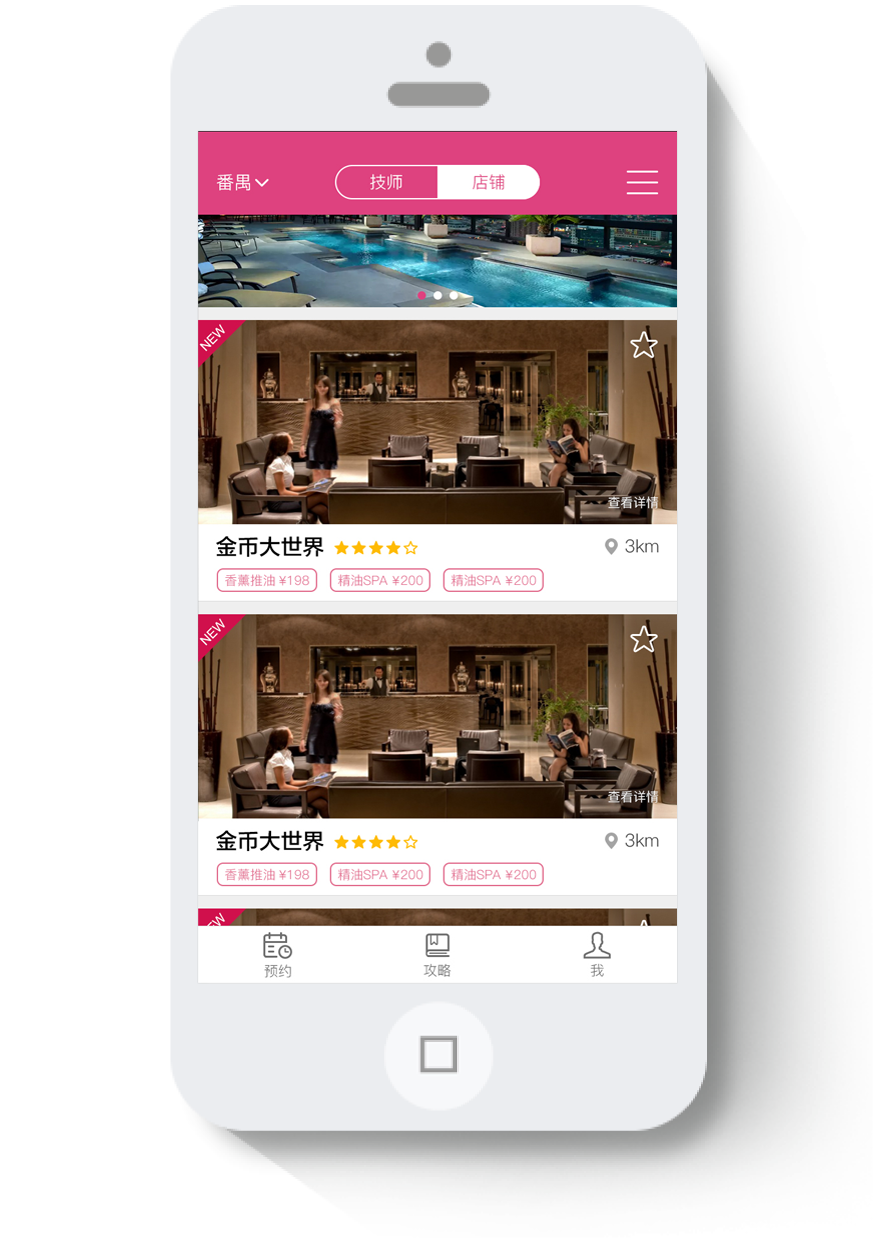 番禺
技师
店铺
NEW
查看详情
金币大世界
3km
香薰推油 ¥198
精油SPA ¥200
精油SPA ¥200
NEW
查看详情
金币大世界
3km
香薰推油 ¥198
精油SPA ¥200
精油SPA ¥200
预约
攻略
我